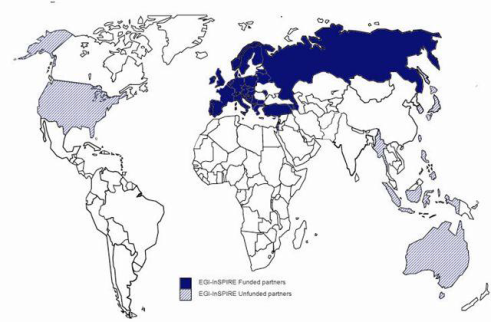 EGI-InSPIRE Funded partners
EGI-InSPIRE Unfunded partners